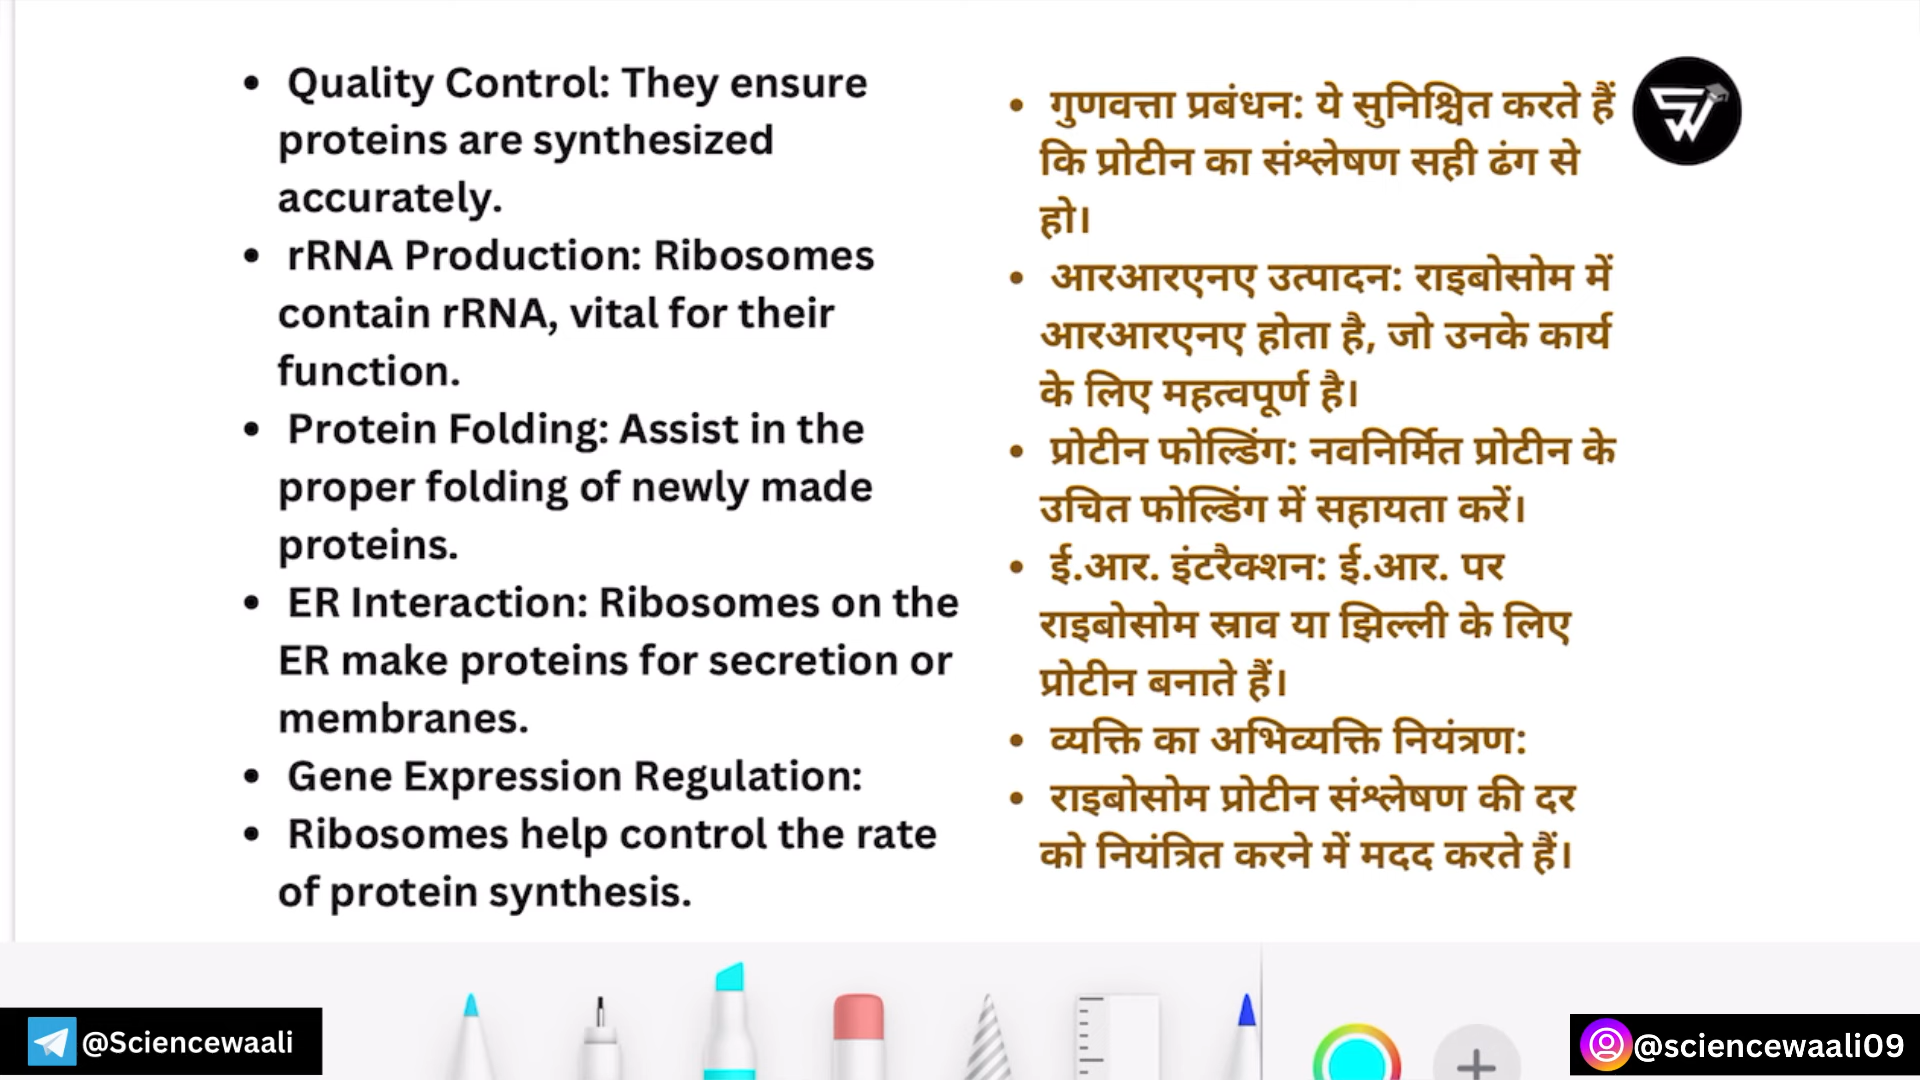 • Quality Control: They ensure
proteins are synthesized
accurately.
• rRNA Production: Ribosomes
contain rRNA, vital for their
function.
• Protein Folding: Assist in the
proper folding of newly made
proteins.
• ER Interaction: Ribosomes on the
ER make proteins for secretion or
membranes.
• Gene Expression Regulation:
• Ribosomes help control the rate
of protein synthesis.
• गुणवत्ता प्रबंधन: ये सुनिश्चित करते हैं
कि प्रोटीन का संश्लेषण सही ढंग से
हो।
• आरआरएनए उत्पादन: राइबोसोम में
आरआरएनए होता है, जो उनके कार्य
के लिए महत्वपूर्ण है।
• प्रोटीन फोल्डिंग: नवनिर्मित प्रोटीन के
उचित फोल्डिंग में सहायता करें।
• ई.आर. इंटरैक्शन: ई.आर. पर
राइबोसोम स्राव या झिल्ली के लिए
प्रोटीन बनाते हैं।
• व्यक्ति का अभिव्यक्ति नियंत्रण:
• राइबोसोम प्रोटीन संश्लेषण की दर
को नियंत्रित करने में मदद करते हैं।
SW
@Sciencewaali
@sciencewaali09